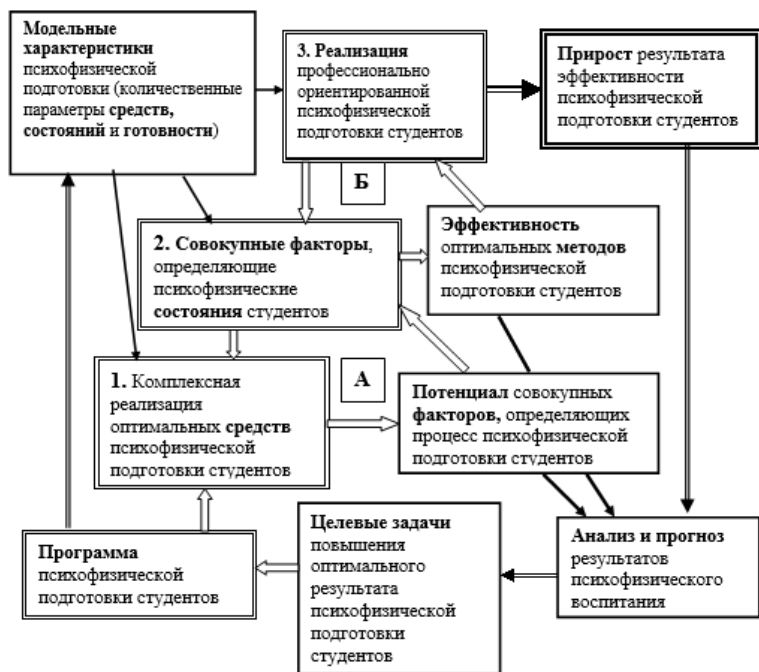 Модельные
характеристики
психофизической
подготовки (количественные
параметры средств,
состояний и готовности)
3. Реализация
профессионально
ориентированной
психофизической
подготовки студентов
Прирост результата
эффективности
психофизической
подготовки студентов
Б
2. Совокупные факторы,
определяющие
психофизические
состояния студентов
Эффективность
оптимальных методов
психофизической
подготовки студентов
1. Комплексная
реализация
оптимальных средств
психофизической
подготовки студентов
А
Потенциал совокупных
факторов, определяющих
процесс психофизической
подготовки студентов
Программа
психофизической
подготовки студентов
Целевые задачи
повышения
оптимального
результата
психофизической
подготовки
студентов
Анализ и прогноз
результатов
психофизического
воспитания